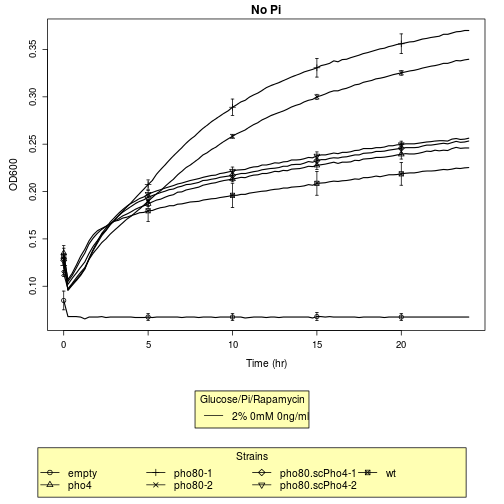 No Pi
OD600
0.35
0.30
0.25
0.20
0.15
0.10
0 5 10 15 20
Time (hr)
Glucose/Pi/Rapamycin
2% 0mM 0ng/ml
Strains
empty pho80-1 pho80.scPho4-1 wt
pho4 pho80-2 pho80.scPho4-2